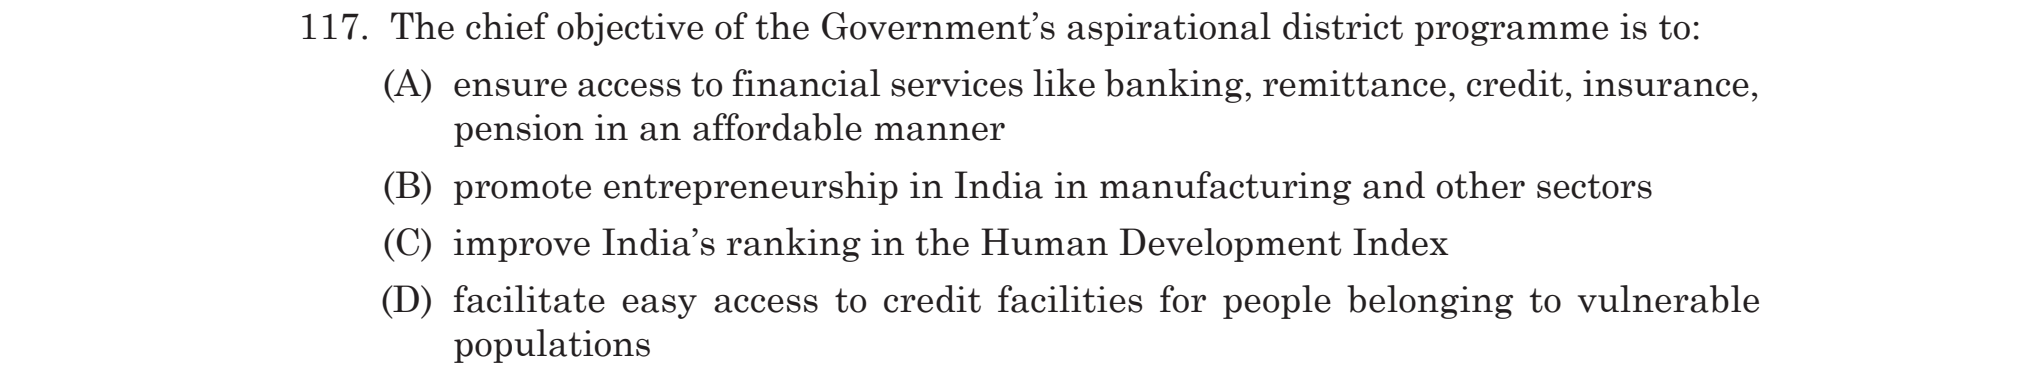 117. The chief objective of the Government’s aspirational district programme is to:
(A) ensure access to financial services like banking, remittance, credit, insurance,
pension in an affordable manner
(B) promote entrepreneurship in India in manufacturing and other sectors
(C) improve India’s ranking in the Human Development Index
(D) facilitate easy access to credit facilities for people belonging to vulnerable
populations